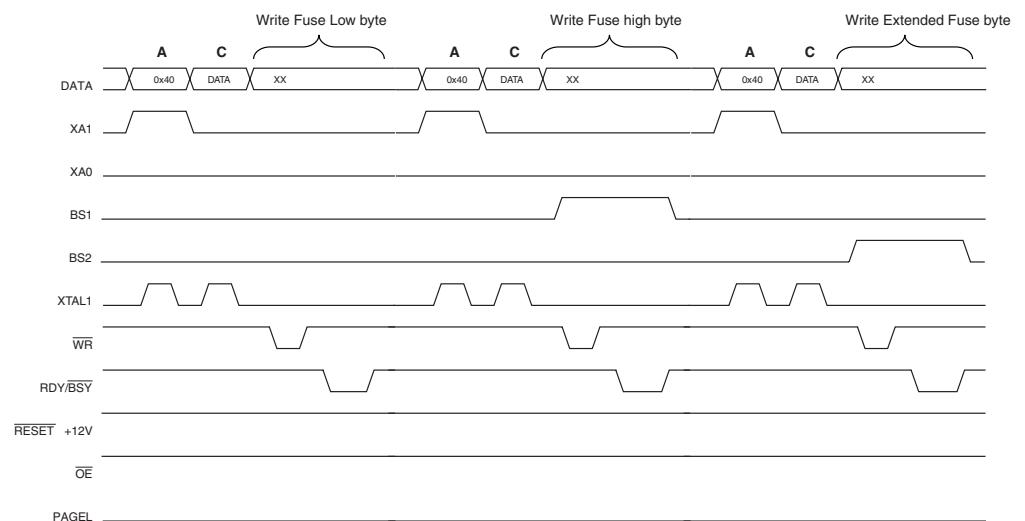 Write Fuse Low byte Write Fuse high byte Write Extended Fuse byte
A C A C A C
DATA 0x40 DATA XX 0x40 DATA XX 0x40 DATA XX
XA1
XA0
BS1
BS2
XTAL1
WR
RDY/BSY
RESET +12V
OE
PAGEL